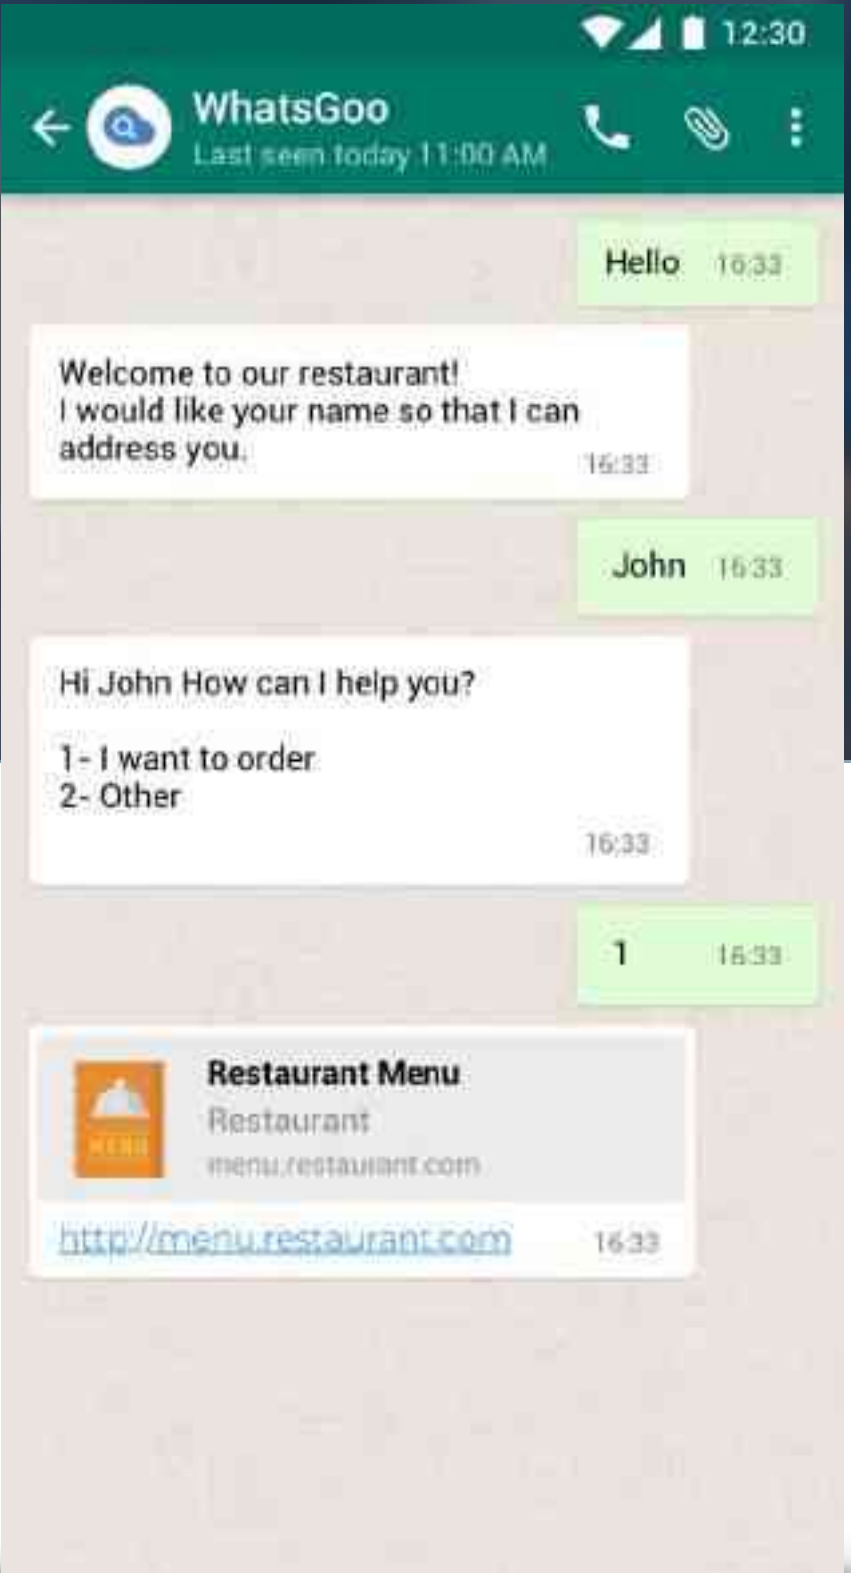 12:30
WhatsGoo
Last seen today 11:00 AM
Hello 16:33
Welcome to our restaurant!
I would like your name so that I can
address you.
16:33
John 16:33
Hi John How can I help you?
1- I want to order
2- Other
16:33
1 16:33
Restaurant Menu
Restaurant
menu.restaurant.com
MENU
http://menu.restaurant.com 16:33